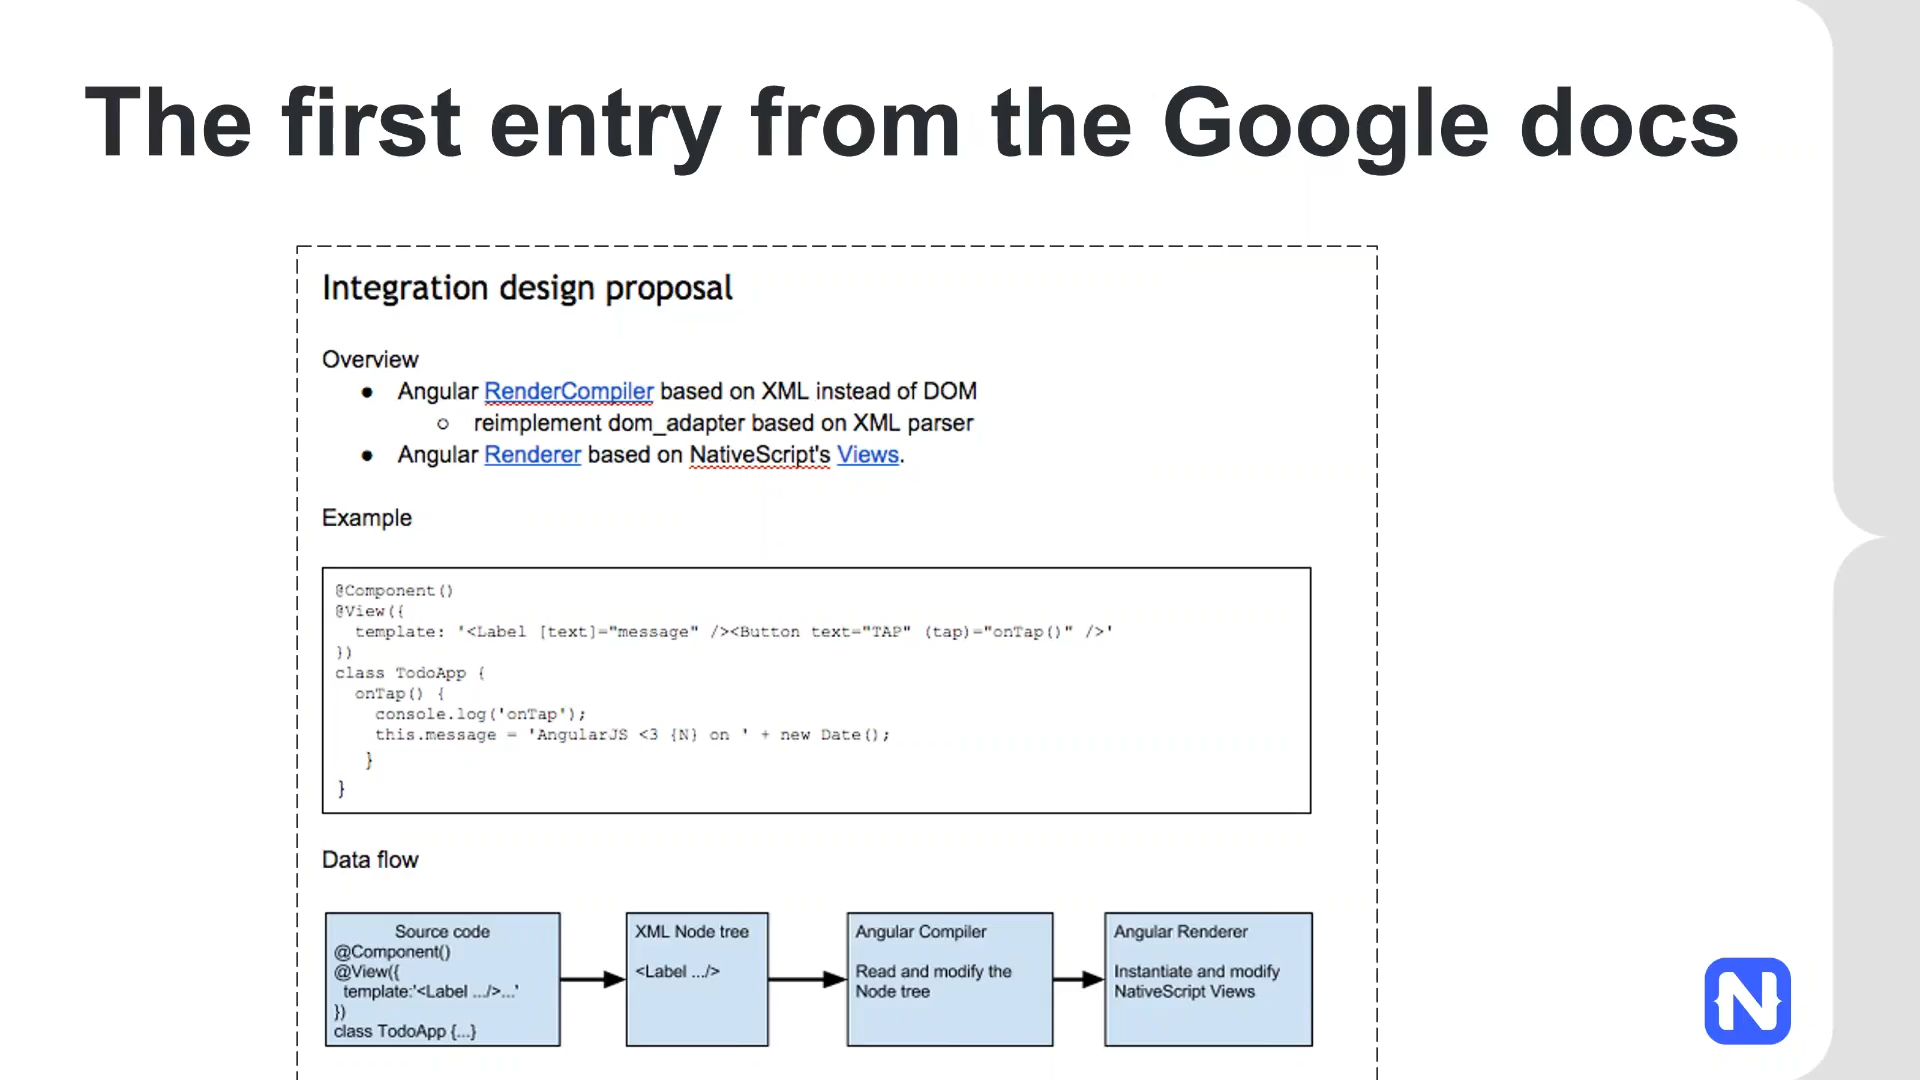 The first entry from the Google docs
Integration design proposal
Overview
● Angular RenderCompiler based on XML instead of DOM
○ reimplement dom_adapter based on XML parser
● Angular Renderer based on NativeScript's Views.
Example
@Component()
@View({
template: '<Label [text]="message" /><Button text="TAP" (tap)="onTap()" />'
})
class TodoApp {
onTap() {
console.log('onTap');
this.message = 'AngularJS <3 {N} on ' + new Date();
}
}
Data flow
Source code
@Component()
@View({
template:'<Label .../>...'
})
class TodoApp {...}
XML Node tree
<Label .../>
Angular Compiler
Read and modify the
Node tree
Angular Renderer
Instantiate and modify
NativeScript Views
N